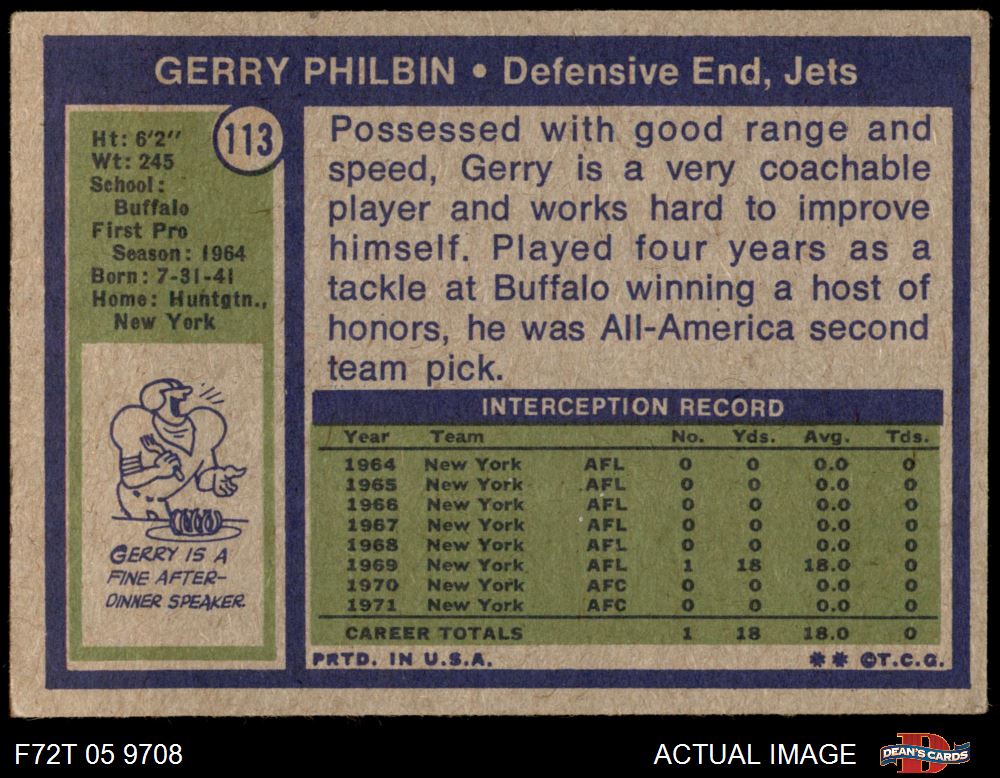 GERRY PHILBIN • Defensive End, Jets
113
Ht: 6'2"
Wt: 245
School:
Buffalo
First Pro
Season: 1964
Born: 7-31-41
Home: Huntgtn.,
New York
GERRY IS A
FINE AFTER-
DINNER SPEAKER.
Possessed with good range and
speed, Gerry is a very coachable
player and works hard to improve
himself. Played four years as a
tackle at Buffalo winning a host of
honors, he was All-America second
team pick.
INTERCEPTION RECORD
Year Team No. Yds. Avg. Tds.
1964 New York AFL 0 0 0.0 0
1965 New York AFL 0 0 0.0 0
1966 New York AFL 0 0 0.0 0
1967 New York AFL 0 0 0.0 0
1968 New York AFL 0 0 0.0 0
1969 New York AFL 1 18 18.0 0
1970 New York AFC 0 0 0.0 0
1971 New York AFC 0 0 0.0 0
CAREER TOTALS 1 18 18.0 0
PRTD. IN U.S.A. ** ©T.C.G.
F72T 05 9708 ACTUAL IMAGE DEAN'S CARDS